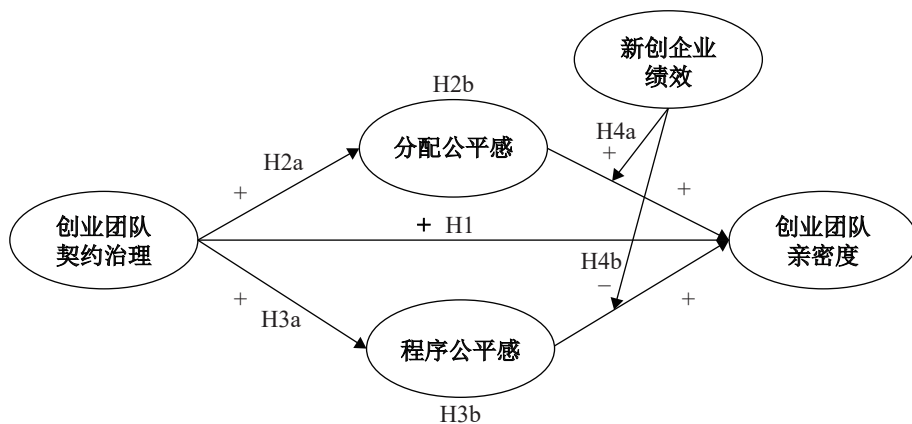 新创企业
绩效
H2b
H4a
+
分配公平感
H2a
+
+
创业团队
契约治理
+ H1
创业团队
亲密度
H4b
−
+
+
H3a
程序公平感
H3b